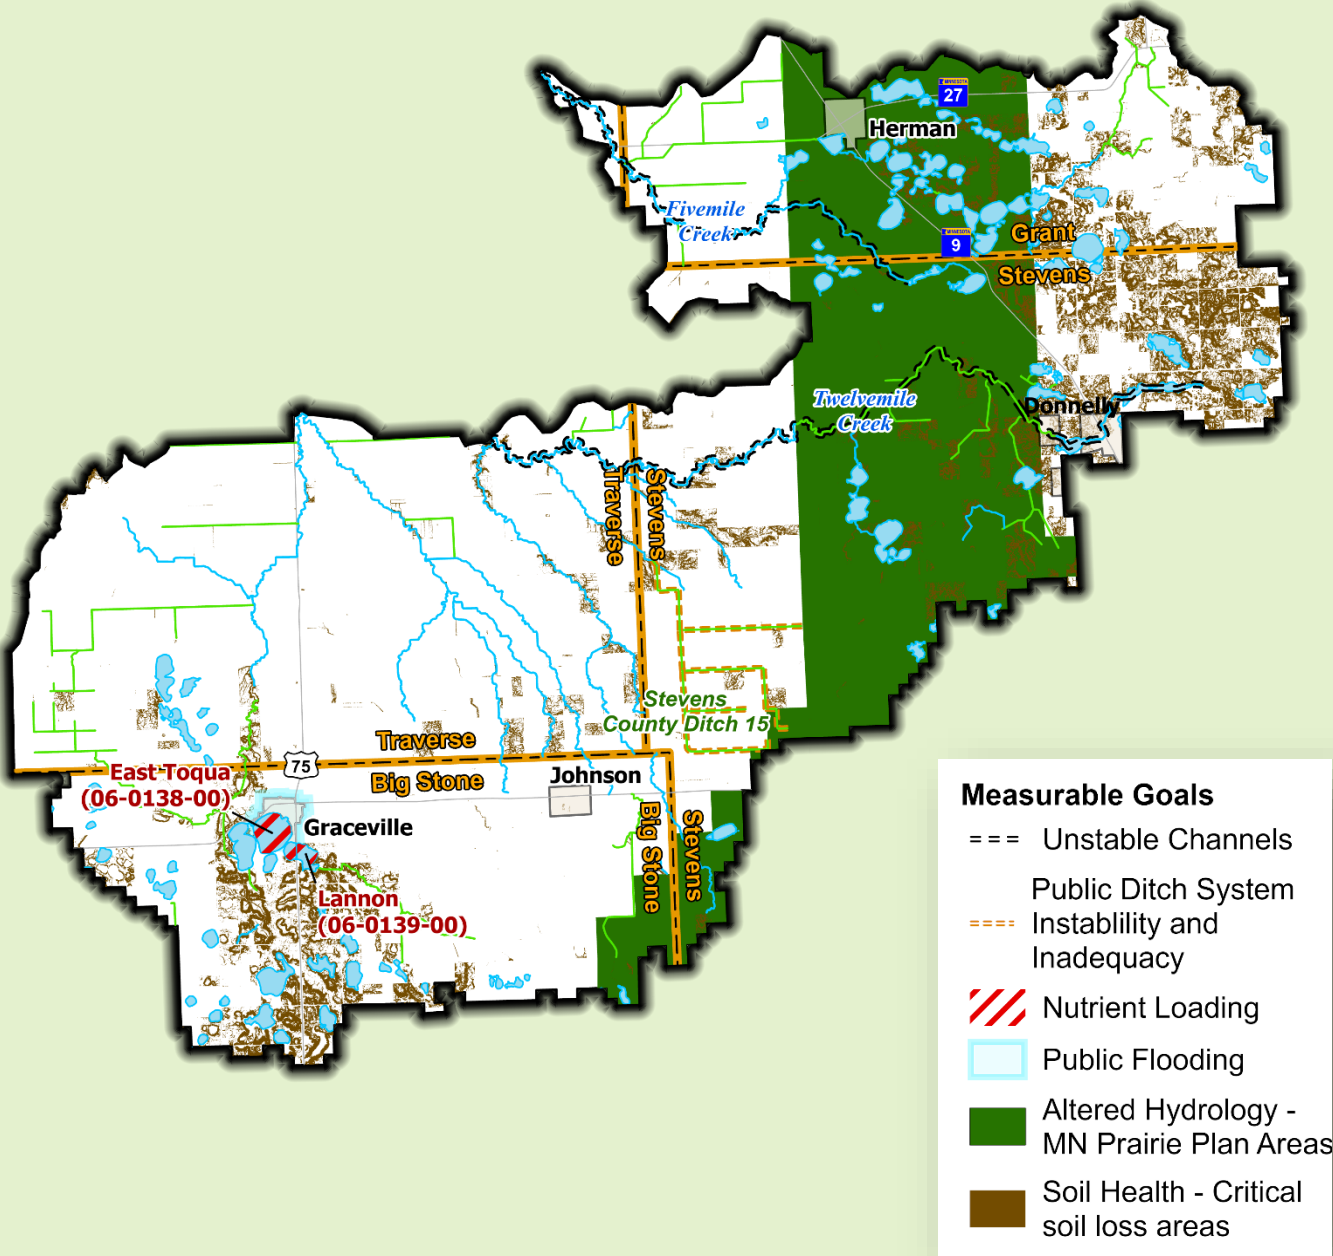 MINNESOTA
27
Herman
Fivemile
Creek
MINNESOTA
9
Grant
Stevens
Twelvemile
Creek
Donnelly
Traverse
Stevens
Stevens
County Ditch 15
Traverse
75
Big Stone
East Toqua
(06-0138-00)
Johnson
Graceville
Big Stone
Stevens
Lannon
(06-0139-00)
Measurable Goals
Unstable Channels
Public Ditch System
Instablility and
Inadequacy
Nutrient Loading
Public Flooding
Altered Hydrology -
MN Prairie Plan Areas
Soil Health - Critical
soil loss areas